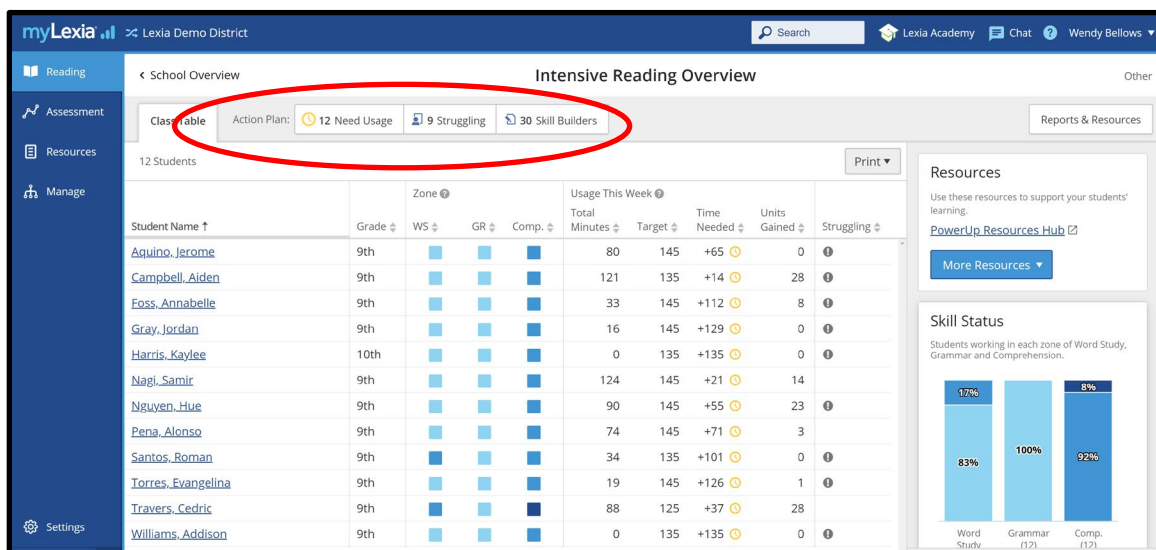 myLexia Lexia Demo District Search Lexia Academy Chat ? Wendy Bellows
Reading
Assessment
Resources
Manage
Settings
< School Overview Intensive Reading Overview Other
Class Table Action Plan: 12 Need Usage 9 Struggling 30 Skill Builders Reports & Resources
12 Students Print
Zone ? Usage This Week ?
Student Name ↑ Grade WS GR Comp. Total Minutes Target Time Needed Units Gained Struggling
Aquino, Jerome 9th 80 145 +65 0
Campbell, Aiden 9th 121 135 +14 28
Foss, Annabelle 9th 33 145 +112 8
Gray, Jordan 9th 16 145 +129 0
Harris, Kaylee 10th 0 135 +135 0
Nagi, Samir 9th 124 145 +21 14
Nguyen, Hue 9th 90 145 +55 23
Pena, Alonso 9th 74 145 +71 3
Santos, Roman 9th 34 135 +101 0
Torres, Evangelina 9th 19 145 +126 1
Travers, Cedric 9th 88 125 +37 28
Williams, Addison 9th 0 135 +135 0
Resources
Use these resources to support your students'
learning.
PowerUp Resources Hub
More Resources
Skill Status
Students working in each zone of Word Study,
Grammar and Comprehension.
17% 8%
83% 100% 92%
Word Grammar Comp.
Study (12) (12)